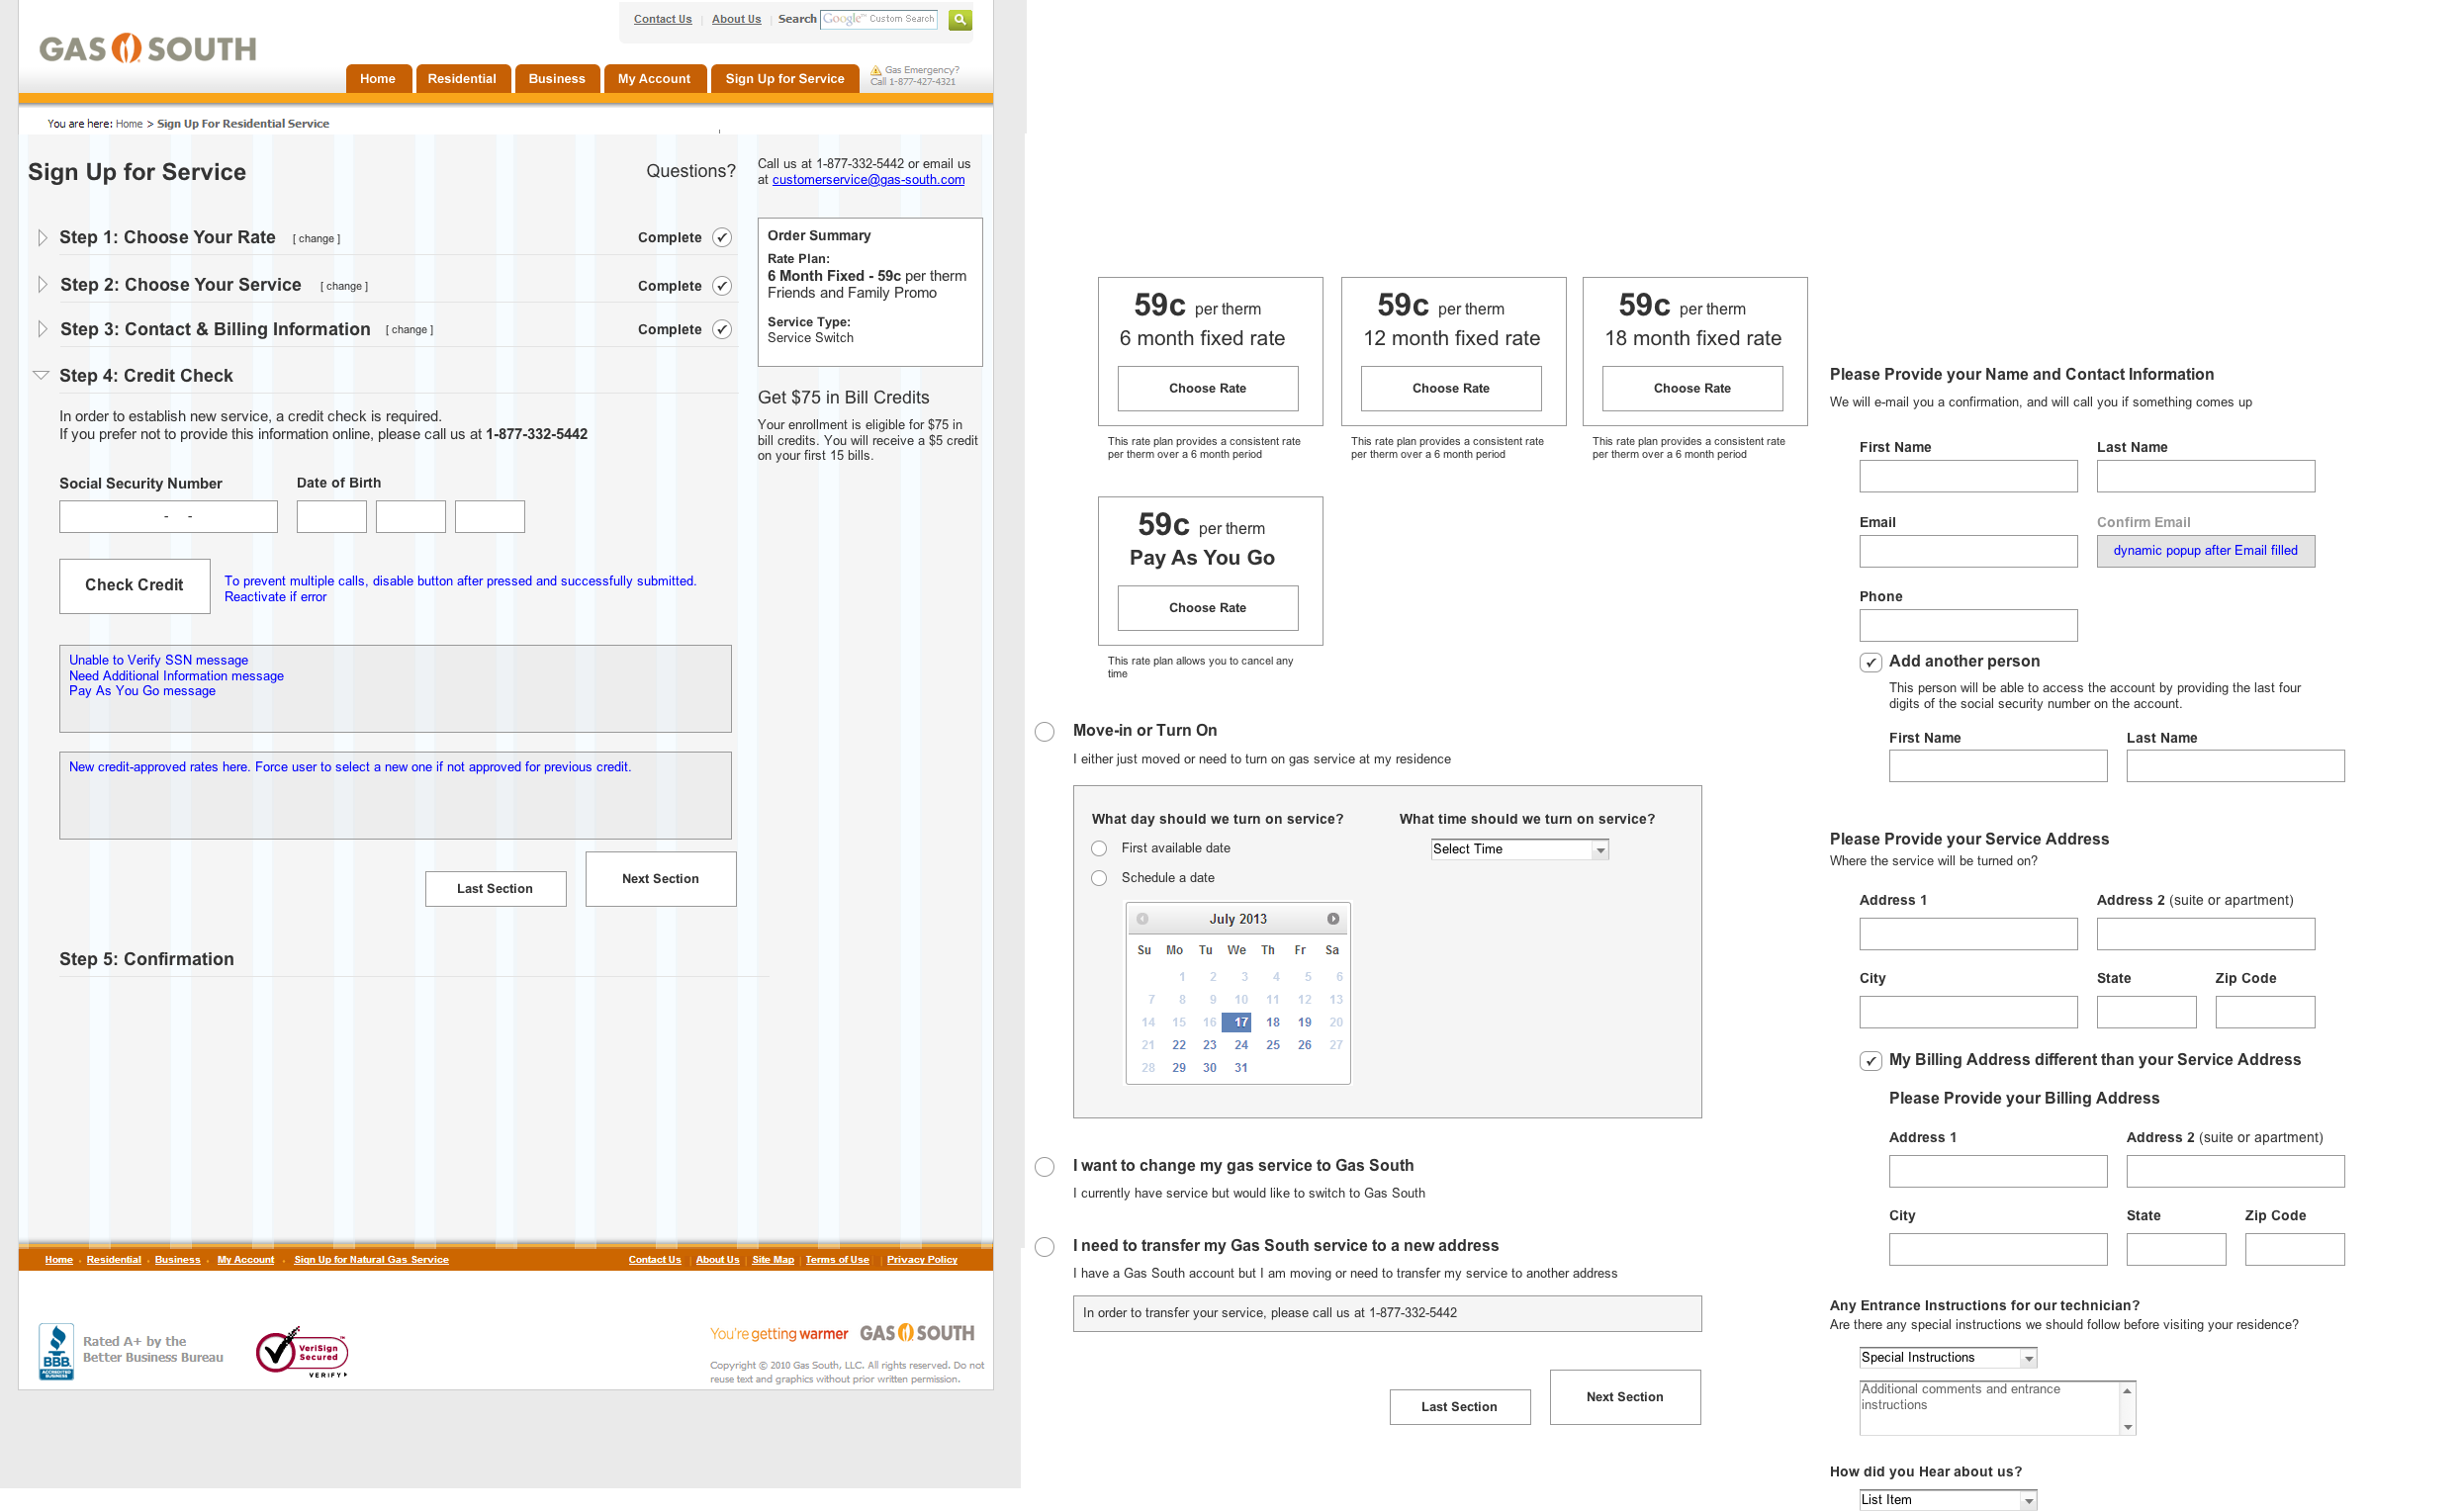 Contact Us | About Us | Search Google™ Custom Search
GAS SOUTH
Home Residential Business My Account Sign Up for Service
Gas Emergency?
Call 1-877-427-4321
You are here: Home > Sign Up For Residential Service
Sign Up for Service
Questions?
Call us at 1-877-332-5442 or email us
at customerservice@gas-south.com
Step 1: Choose Your Rate [ change ] Complete
Step 2: Choose Your Service [ change ] Complete
Step 3: Contact & Billing Information [ change ] Complete
Step 4: Credit Check
In order to establish new service, a credit check is required.
If you prefer not to provide this information online, please call us at 1-877-332-5442
Social Security Number Date of Birth
- -
Check Credit
To prevent multiple calls, disable button after pressed and successfully submitted.
Reactivate if error
Unable to Verify SSN message
Need Additional Information message
Pay As You Go message
New credit-approved rates here. Force user to select a new one if not approved for previous credit.
Last Section Next Section
Step 5: Confirmation
Order Summary
Rate Plan:
6 Month Fixed - 59c per therm
Friends and Family Promo
Service Type:
Service Switch
Get $75 in Bill Credits
Your enrollment is eligible for $75 in
bill credits. You will receive a $5 credit
on your first 15 bills.
Home · Residential · Business · My Account · Sign Up for Natural Gas Service
Contact Us | About Us | Site Map | Terms of Use | Privacy Policy
BBB
ACCREDITED
BUSINESS
Rated A+ by the
Better Business Bureau
VeriSign
Secured
VERIFY
You're getting warmer GAS SOUTH
Copyright © 2010 Gas South, LLC. All rights reserved. Do not
reuse text and graphics without prior written permission.
59c per therm
6 month fixed rate
Choose Rate
This rate plan provides a consistent rate
per therm over a 6 month period
59c per therm
12 month fixed rate
Choose Rate
This rate plan provides a consistent rate
per therm over a 6 month period
59c per therm
18 month fixed rate
Choose Rate
This rate plan provides a consistent rate
per therm over a 6 month period
59c per therm
Pay As You Go
Choose Rate
This rate plan allows you to cancel any
time
Move-in or Turn On
I either just moved or need to turn on gas service at my residence
What day should we turn on service?
First available date
Schedule a date
What time should we turn on service?
Select Time
July 2013
Su Mo Tu We Th Fr Sa
1 2 3 4 5 6
7 8 9 10 11 12 13
14 15 16 17 18 19 20
21 22 23 24 25 26 27
28 29 30 31
I want to change my gas service to Gas South
I currently have service but would like to switch to Gas South
I need to transfer my Gas South service to a new address
I have a Gas South account but I am moving or need to transfer my service to another address
In order to transfer your service, please call us at 1-877-332-5442
Last Section Next Section
Please Provide your Name and Contact Information
We will e-mail you a confirmation, and will call you if something comes up
First Name Last Name
Email Confirm Email
dynamic popup after Email filled
Phone
Add another person
This person will be able to access the account by providing the last four
digits of the social security number on the account.
First Name Last Name
Please Provide your Service Address
Where the service will be turned on?
Address 1 Address 2 (suite or apartment)
City State Zip Code
My Billing Address different than your Service Address
Please Provide your Billing Address
Address 1 Address 2 (suite or apartment)
City State Zip Code
Any Entrance Instructions for our technician?
Are there any special instructions we should follow before visiting your residence?
Special Instructions
Additional comments and entrance
instructions
How did you Hear about us?
List Item